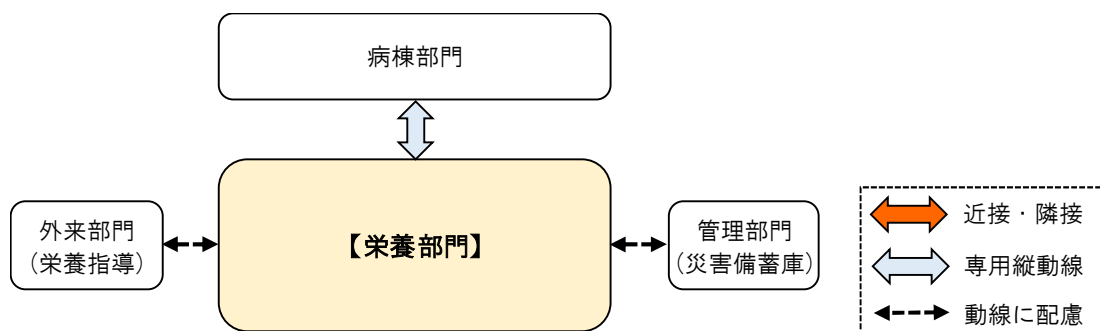 病棟部門
外来部門
(栄養指導)
【栄養部門】
管理部門
(災害備蓄庫)
近接・隣接
専用縦動線
動線に配慮